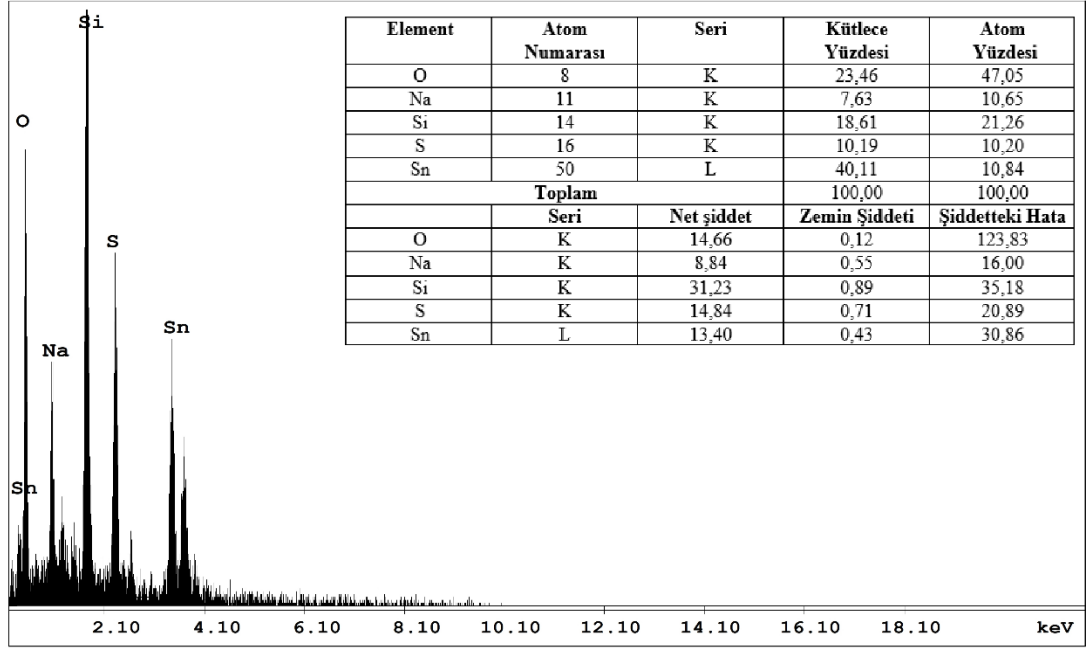 Si
O
S
Sn
Na
Sn
Element Atom Numarası Seri Kütlece Yüzdesi Atom Yüzdesi
O 8 K 23,46 47,05
Na 11 K 7,63 10,65
Si 14 K 18,61 21,26
S 16 K 10,19 10,20
Sn 50 L 40,11 10,84
Toplam 100,00 100,00
Seri Net şiddet Zemin Şiddeti Şiddetteki Hata
O K 14,66 0,12 123,83
Na K 8,84 0,55 16,00
Si K 31,23 0,89 35,18
S K 14,84 0,71 20,89
Sn L 13,40 0,43 30,86
2.10 4.10 6.10 8.10 10.10 12.10 14.10 16.10 18.10 keV